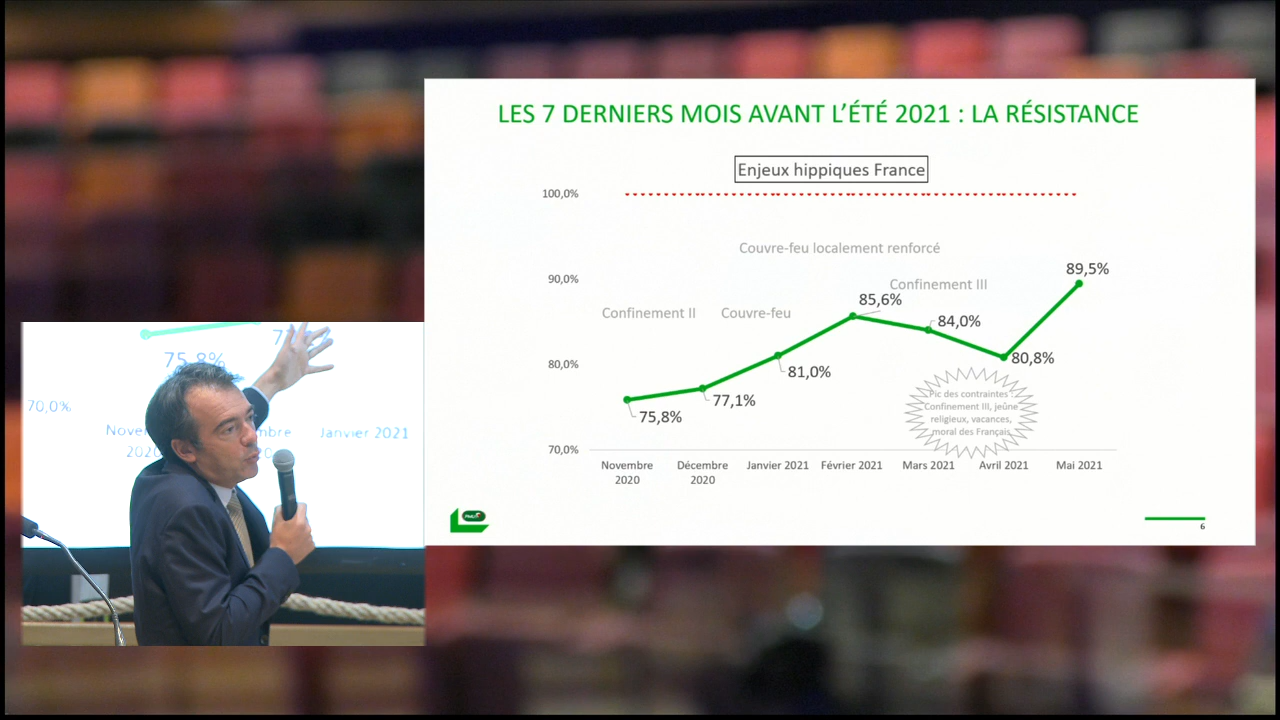 LES 7 DERNIERS MOIS AVANT L'ÉTÉ 2021 : LA RÉSISTANCE
Enjeux hippiques France
100,0%
90,0%
80,0%
70,0%
Couvre-feu localement renforcé
Confinement III
Confinement II
Couvre-feu
75,8%
77,1%
81,0%
85,6%
84,0%
80,8%
89,5%
Pic des contraintes :
Confinement III, jeûne
religieux, vacances,
moral des Français
Novembre
2020
Décembre
2020
Janvier 2021
Février 2021
Mars 2021
Avril 2021
Mai 2021
6
75,8%
70,0%
Janvier 2021